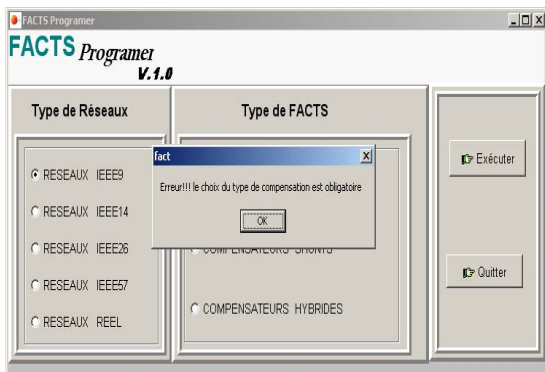 FACTS Programer
FACTS Programer
V.1.0
Type de Réseaux
Type de FACTS
fact
Erreur!!! le choix du type de compensation est obligatoire
OK
RESEAUX IEEE9
RESEAUX IEEE14
RESEAUX IEEE26
RESEAUX IEEE57
RESEAUX REEL
COMPENSATEURS SHUNTS
COMPENSATEURS HYBRIDES
Exécuter
Quitter